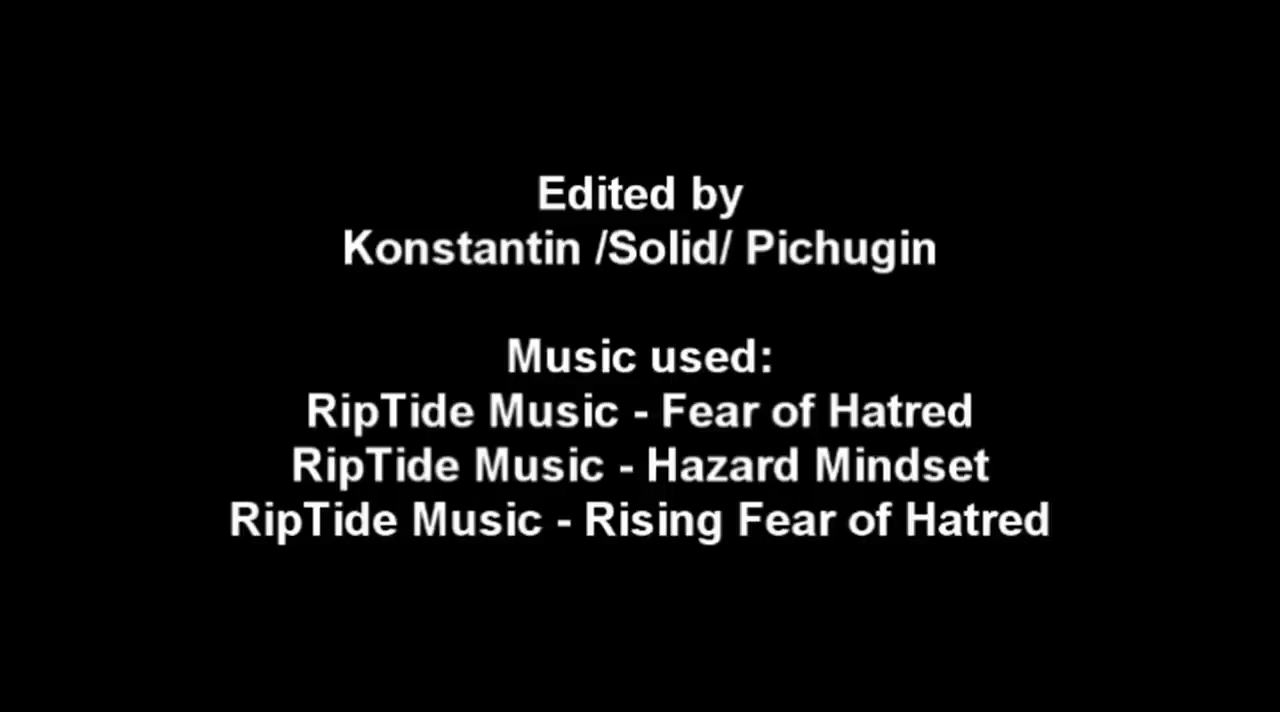 Edited by
Konstantin /Solid/ Pichugin
Music used:
RipTide Music - Fear of Hatred
RipTide Music - Hazard Mindset
RipTide Music - Rising Fear of Hatred